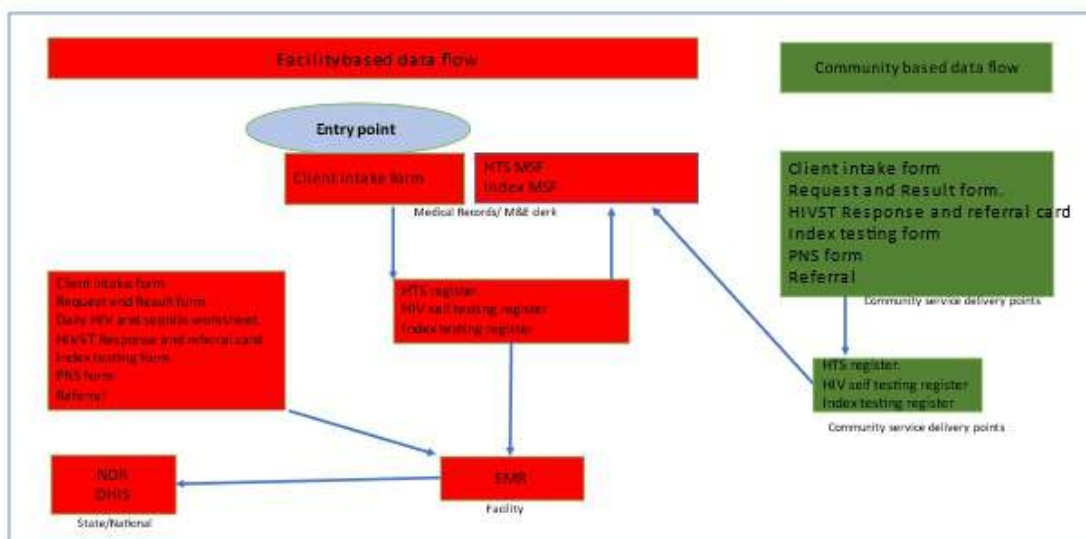 Facility based data flow
Community based data flow
Entry point
Client intake form
HTS MSF
Index MSF
Medical Records/ M&E clerk
Client intake form
Request and Result form.
HIVST Response and referral card
Index testing form
PNS form
Referral
Community service delivery points
Client intake form
Request and Result form
Daily HIV and syphilis worksheet.
HIVST Response and referral card
Index testing form
PNS form
Referral
HTS register.
HIV self testing register
Index testing register
HTS register.
HIV self testing register
Index testing register
Community service delivery points
NDR
DHIS
State/National
EMR
Facility